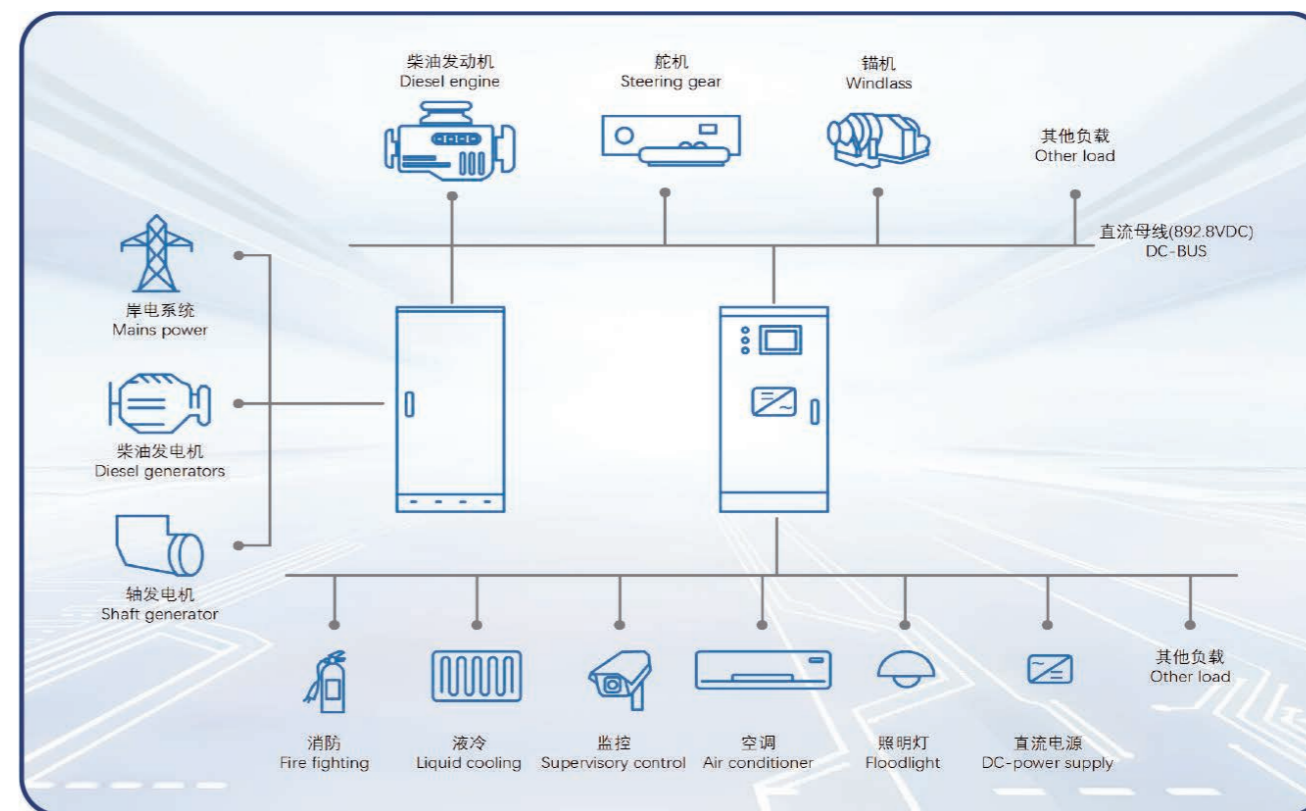 柴油发动机
Diesel engine
舵机
Steering gear
锚机
Windlass
其他负载
Other load
直流母线(892.8VDC)
DC-BUS
岸电系统
Mains power
柴油发电机
Diesel generators
轴发电机
Shaft generator
消防
Fire fighting
液冷
Liquid cooling
监控
Supervisory control
空调
Air conditioner
照明灯
Floodlight
直流电源
DC-power supply
其他负载
Other load